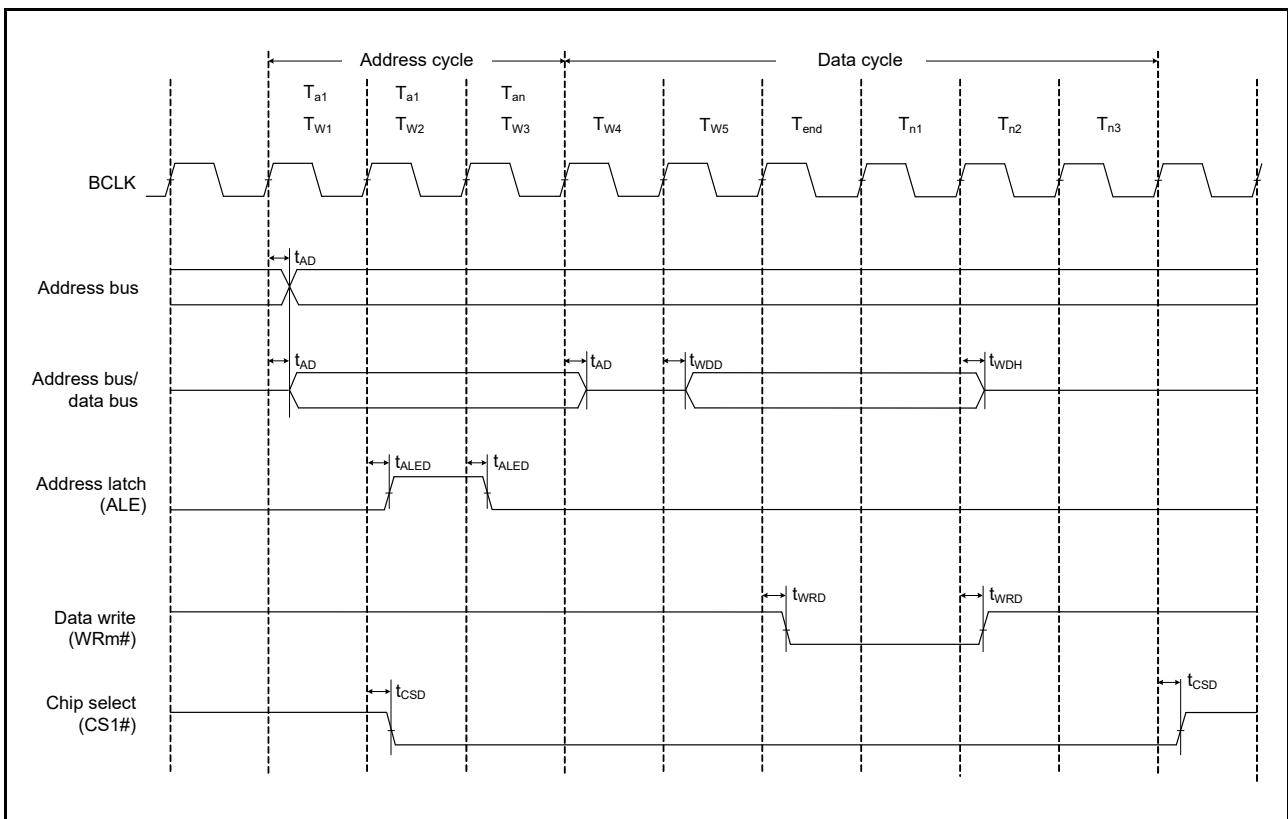 Address cycle Data cycle
Ta1 Ta1 Tan
TW1 TW2 TW3 TW4 TW5 Tend Tn1 Tn2 Tn3
BCLK
tAD
Address bus
tAD tAD tWDD tWDH
Address bus/
data bus
tALED tALED
Address latch
(ALE)
tWRD tWRD
Data write
(WRm#)
tCSD tCSD
Chip select
(CS1#)